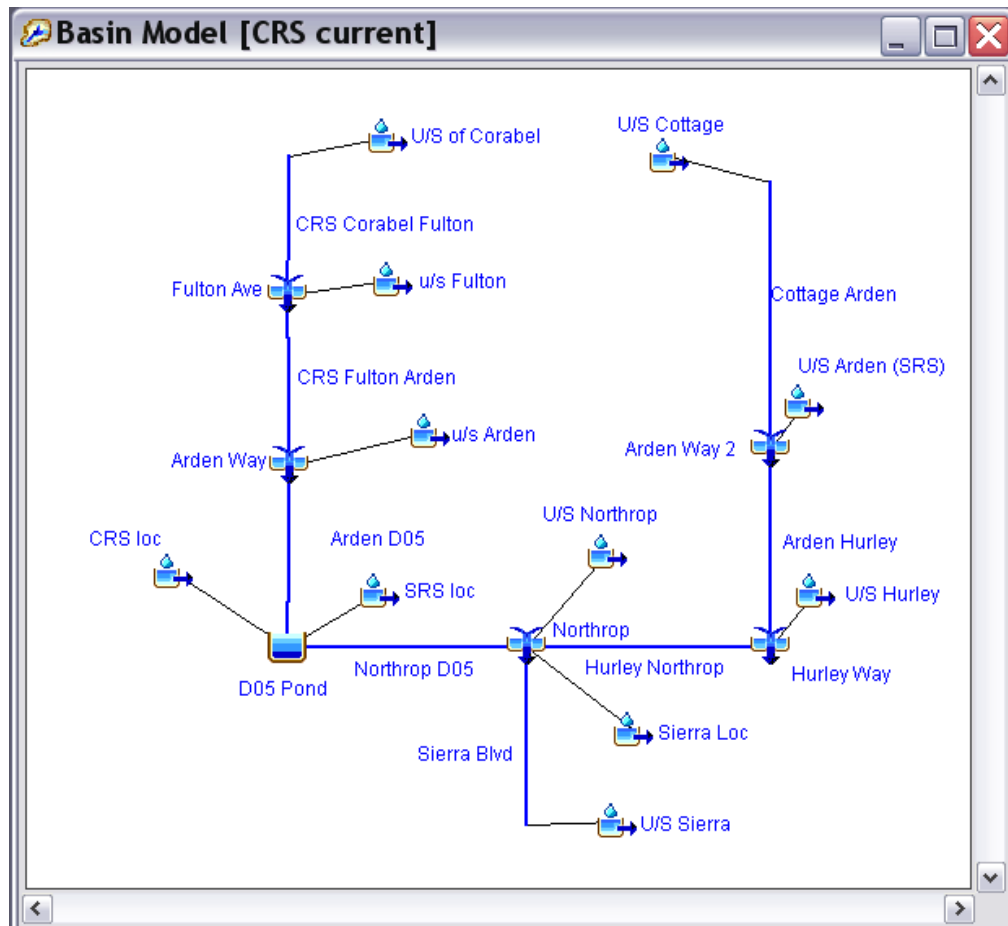 Basin Model [CRS current]
U/S Cottage
U/S of Corabel
CRS Corabel Fulton
u/s Fulton
Fulton Ave
Cottage Arden
U/S Arden (SRS)
CRS Fulton Arden
u/s Arden
Arden Way 2
Arden Way
U/S Northrop
CRS loc
Arden D05
Arden Hurley
SRS loc
U/S Hurley
Northrop
Northrop D05
Hurley Northrop
Hurley Way
D05 Pond
Sierra Loc
Sierra Blvd
U/S Sierra